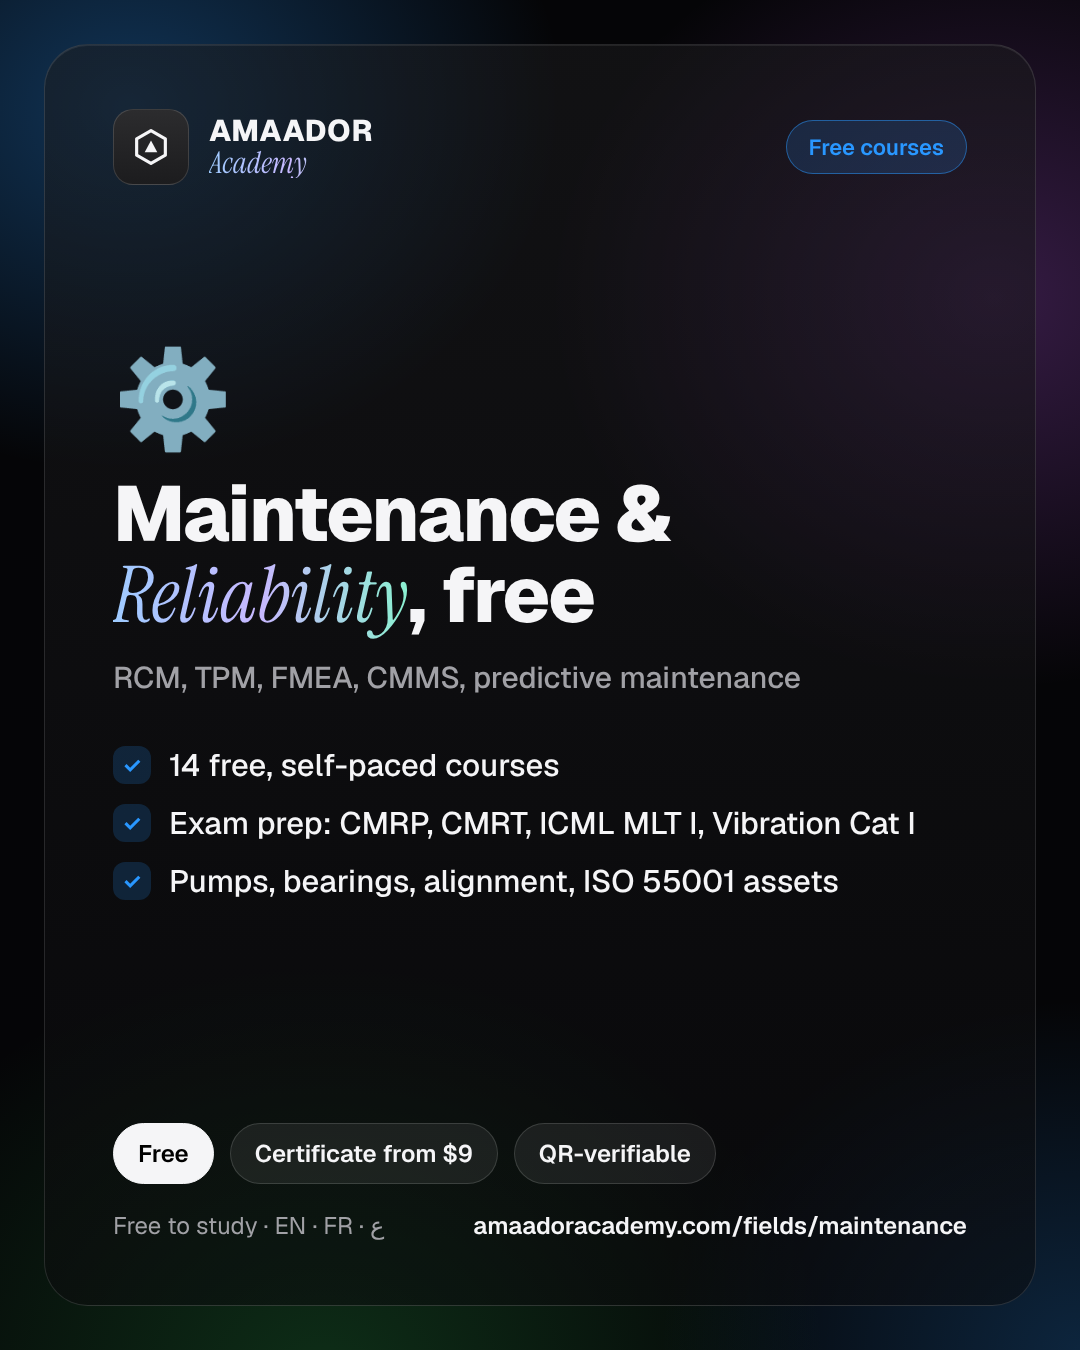 AMAADOR
Academy
Free courses
Maintenance &
Reliability, free
RCM, TPM, FMEA, CMMS, predictive maintenance
14 free, self-paced courses
Exam prep: CMRP, CMRT, ICML MLT I, Vibration Cat I
Pumps, bearings, alignment, ISO 55001 assets
Free
Certificate from $9
QR-verifiable
Free to study · EN · FR · ع
amaadoracademy.com/fields/maintenance